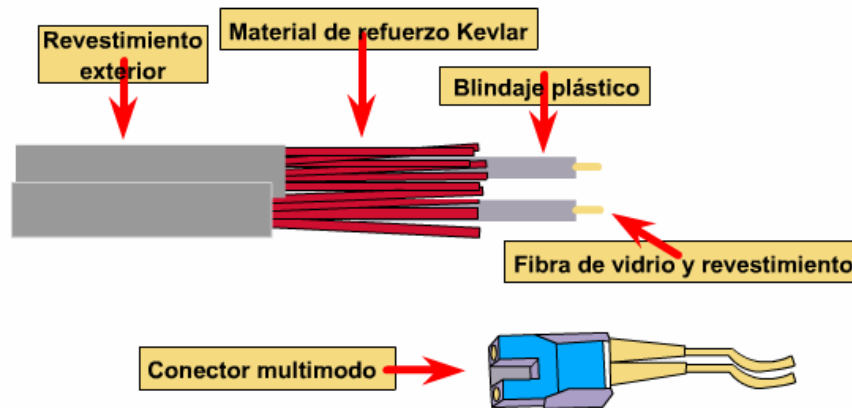 Revestimiento
exterior
Material de refuerzo Kevlar
Blindaje plástico
Fibra de vidrio y revestimiento
Conector multimodo